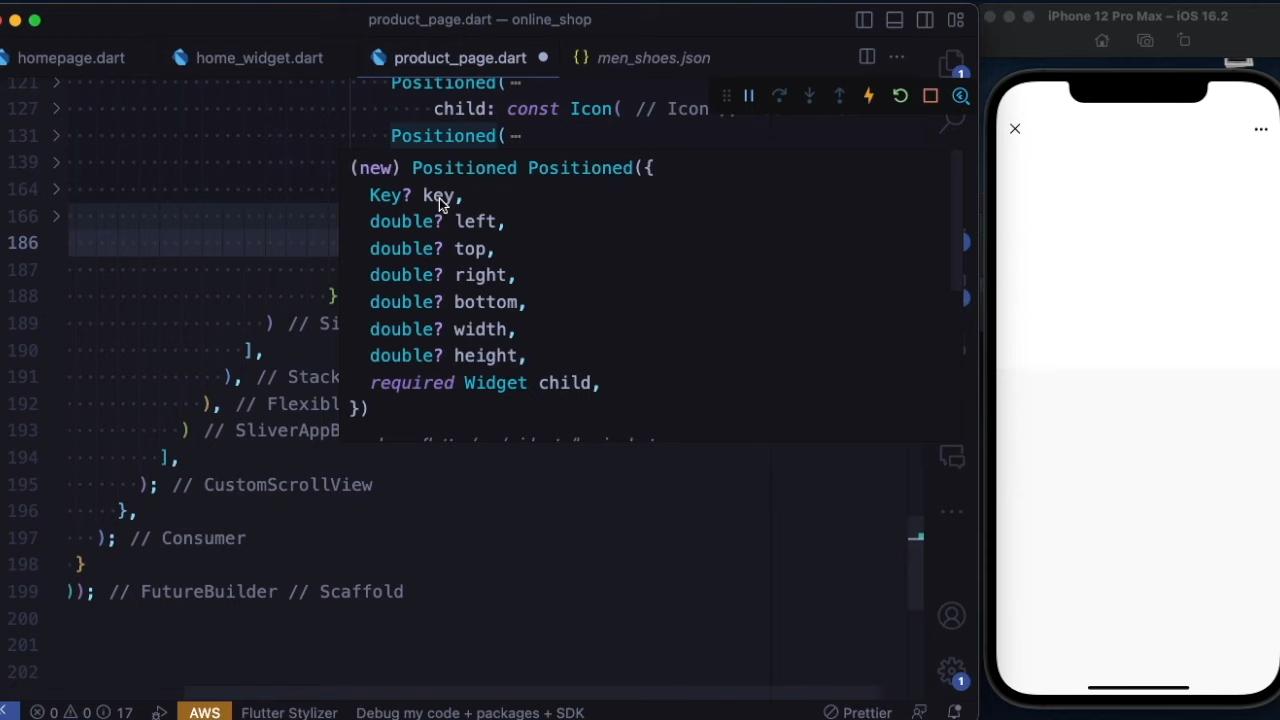 product_page.dart — online_shop
iPhone 12 Pro Max – iOS 16.2
homepage.dart
home_widget.dart
product_page.dart
{} men_shoes.json
121 Positioned(
127 child: const Icon( // Icon
131 Positioned(
139
164
166
186
187
188 }
189 ) // Si
190 ],
191 ), // Stack
192 ), // Flexibl
193 ) // SliverAppB
194 ],
195 ); // CustomScrollView
196 },
197 ); // Consumer
198 }
199 )); // FutureBuilder // Scaffold
200
201
202
(new) Positioned Positioned({
Key? key,
double? left,
double? top,
double? right,
double? bottom,
double? width,
double? height,
required Widget child,
})
1
1
0 0 17 AWS Flutter Stylizer Debug my code + packages + SDK Prettier